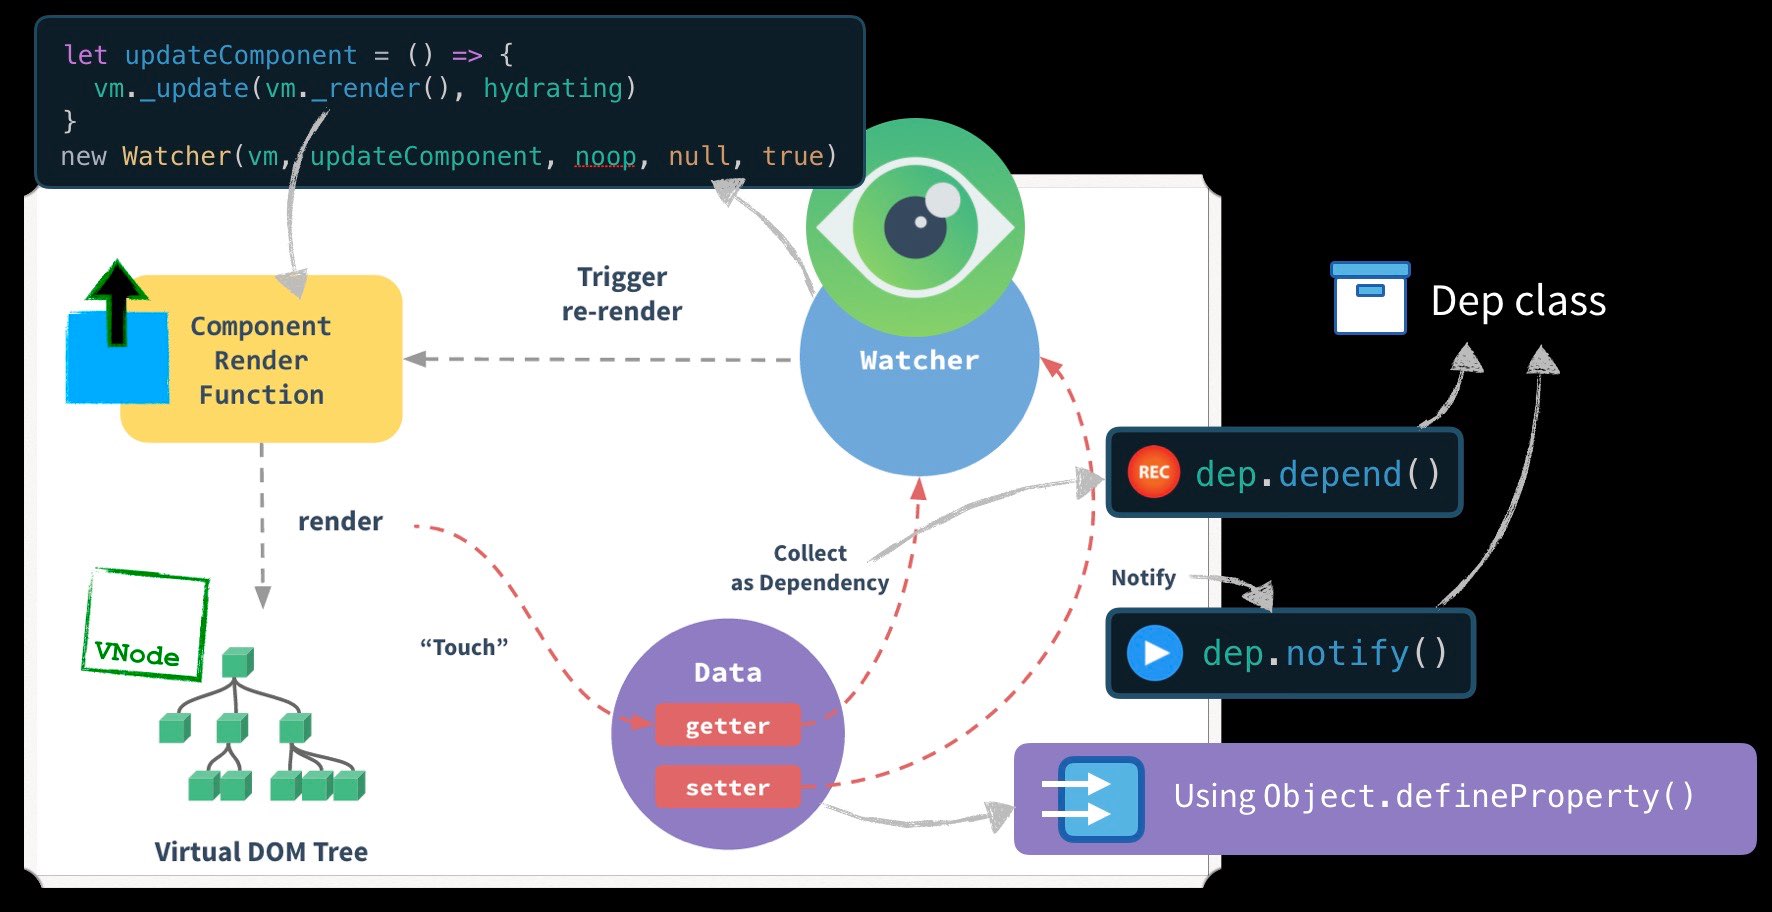 let updateComponent = () => {
vm._update(vm._render(), hydrating)
}
new Watcher(vm, updateComponent, noop, null, true)
Trigger
re-render
Component
Render
Function
Watcher
Dep class
REC dep.depend()
render
Collect
as Dependency
Notify
dep.notify()
VNode
“Touch”
Data
getter
setter
Using Object.defineProperty()
Virtual DOM Tree